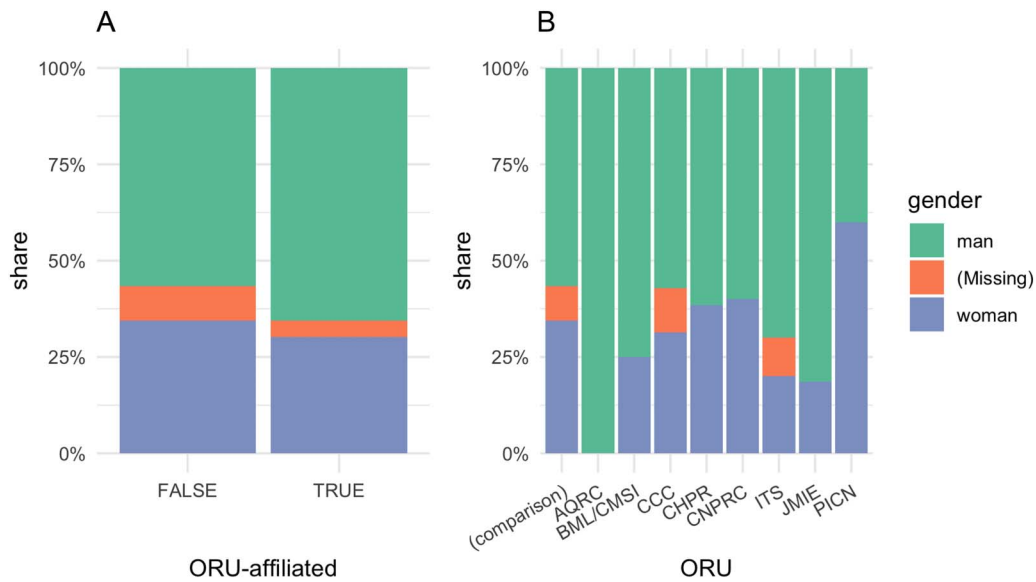 A
share
100%
75%
50%
25%
0%
FALSE
TRUE
ORU-affiliated
B
share
100%
75%
50%
25%
0%
(comparison)
AQRC
BML/CMSI
CCC
CHPR
CNPRC
ITS
JMIE
PICN
ORU
gender
man
(Missing)
woman